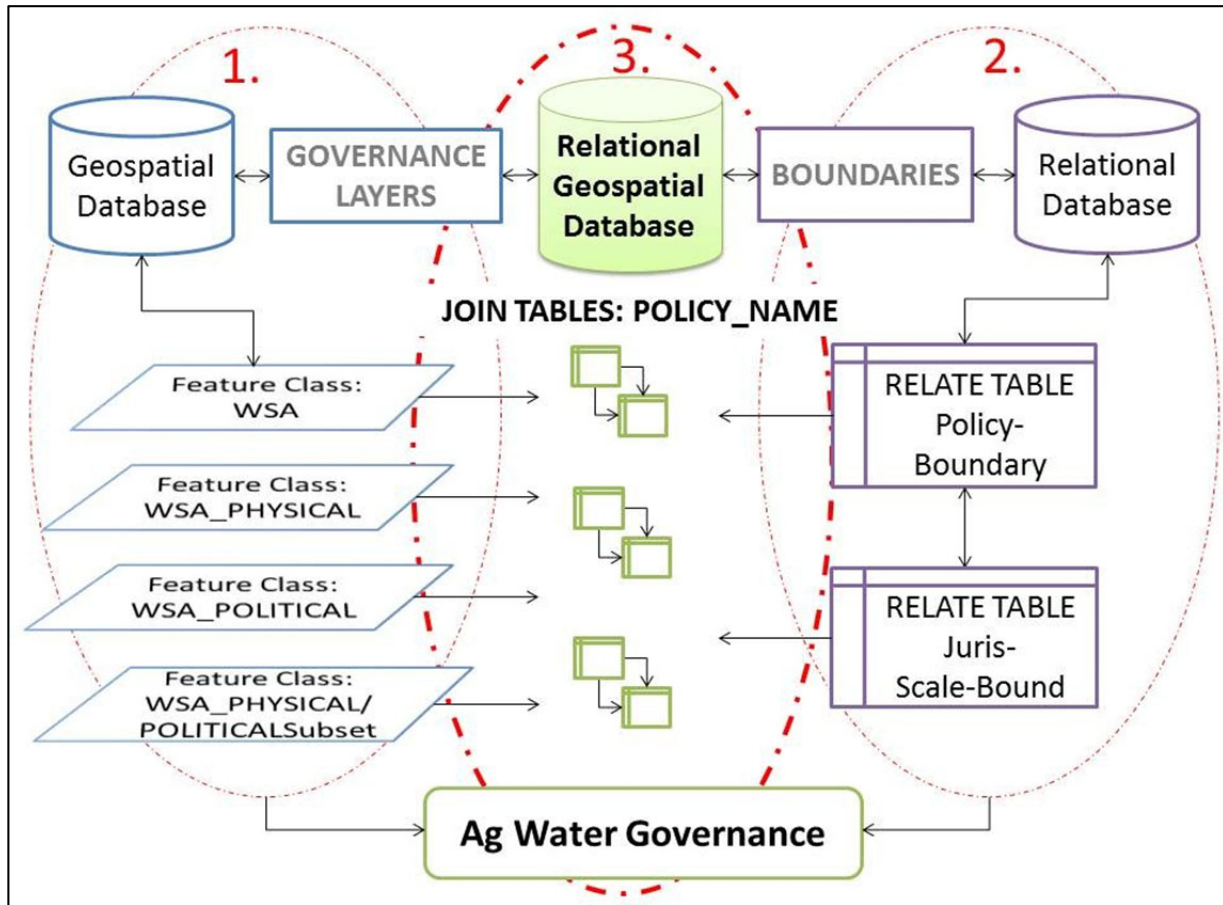 1.
3.
2.
Geospatial
Database
GOVERNANCE
LAYERS
Relational
Geospatial
Database
BOUNDARIES
Relational
Database
JOIN TABLES: POLICY_NAME
Feature Class:
WSA
Feature Class:
WSA_PHYSICAL
Feature Class:
WSA_POLITICAL
Feature Class:
WSA_PHYSICAL/
POLITICALSubset
RELATE TABLE
Policy-
Boundary
RELATE TABLE
Juris-
Scale-Bound
Ag Water Governance